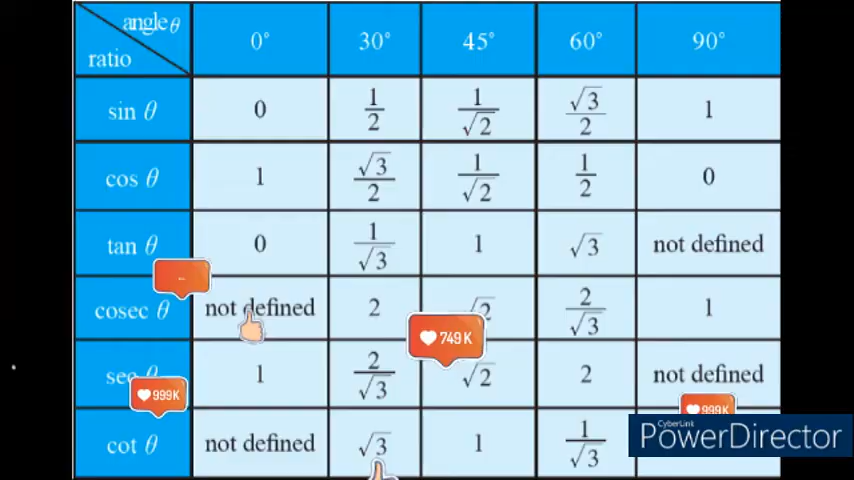 angle θ
ratio
0° 30° 45° 60° 90°
sin θ 0 1/2 1/√2 √3/2 1
cos θ 1 √3/2 1/√2 1/2 0
tan θ 0 1/√3 1 √3 not defined
cosec θ not defined 2 √2 2/√3 1
sec θ 1 2/√3 √2 2 not defined
cot θ not defined √3 1 1/√3
749K
999K
999K
CyberLink
PowerDirector